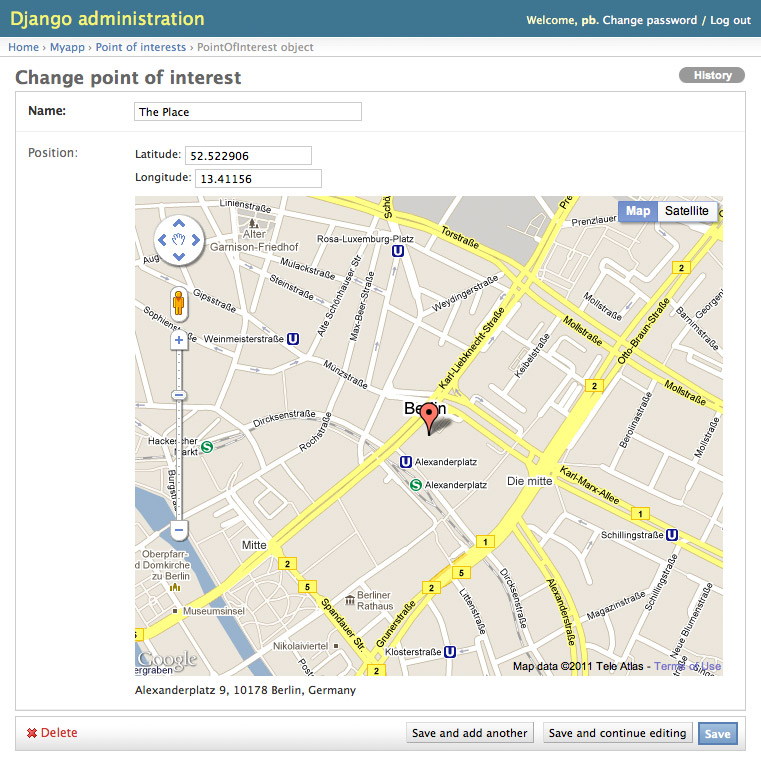 Django administration
Welcome, pb. Change password / Log out
Home › Myapp › Point of interests › PointOfInterest object
Change point of interest
History
Name:
The Place
Position:
Latitude: 52.522906
Longitude: 13.41156
Map
Satellite
Linienstraße
Alter
Garnison-Friedhof
Rosa-Luxemburg-Platz
U
Torstraße
Prenzlauer
2
Mulackstraße
Steinstraße
Gipsstraße
Sophienstraße
Alte Schönhauser Str.
Max-Beer-Straße
Weydingerstraße
Mollstraße
Mollstraße
Mollstraße
Mollstraße
Otto-Braun-Straße
Barnimstraße
Weinmeisterstraße
U
Karl-Liebknecht-Straße
Keibelstraße
Münzstraße
2
Berolinastraße
Berlin
Dircksenstraße
Rochstraße
Hackescher
Markt
S
U
Alexanderplatz
S
Alexanderplatz
Die mitte
Karl-Marx-Allee
Burgstraße
1
Schillingstraße
U
1
Mitte
2
5
5
2
Oberpfarr-
Domkirche
zu Berlin
Museumsinsel
Berliner
Rathaus
Spandauer Str.
Grunerstraße
Littenstraße
Dircksenstraße
Alexanderstraße
Magazinstraße
Schillingstraße
Neue Blumenstraße
Nikolaiviertel
Klosterstraße
U
5
2
Google
Map data ©2011 Tele Atlas - Terms of Use
Alexanderplatz 9, 10178 Berlin, Germany
Delete
Save and add another
Save and continue editing
Save